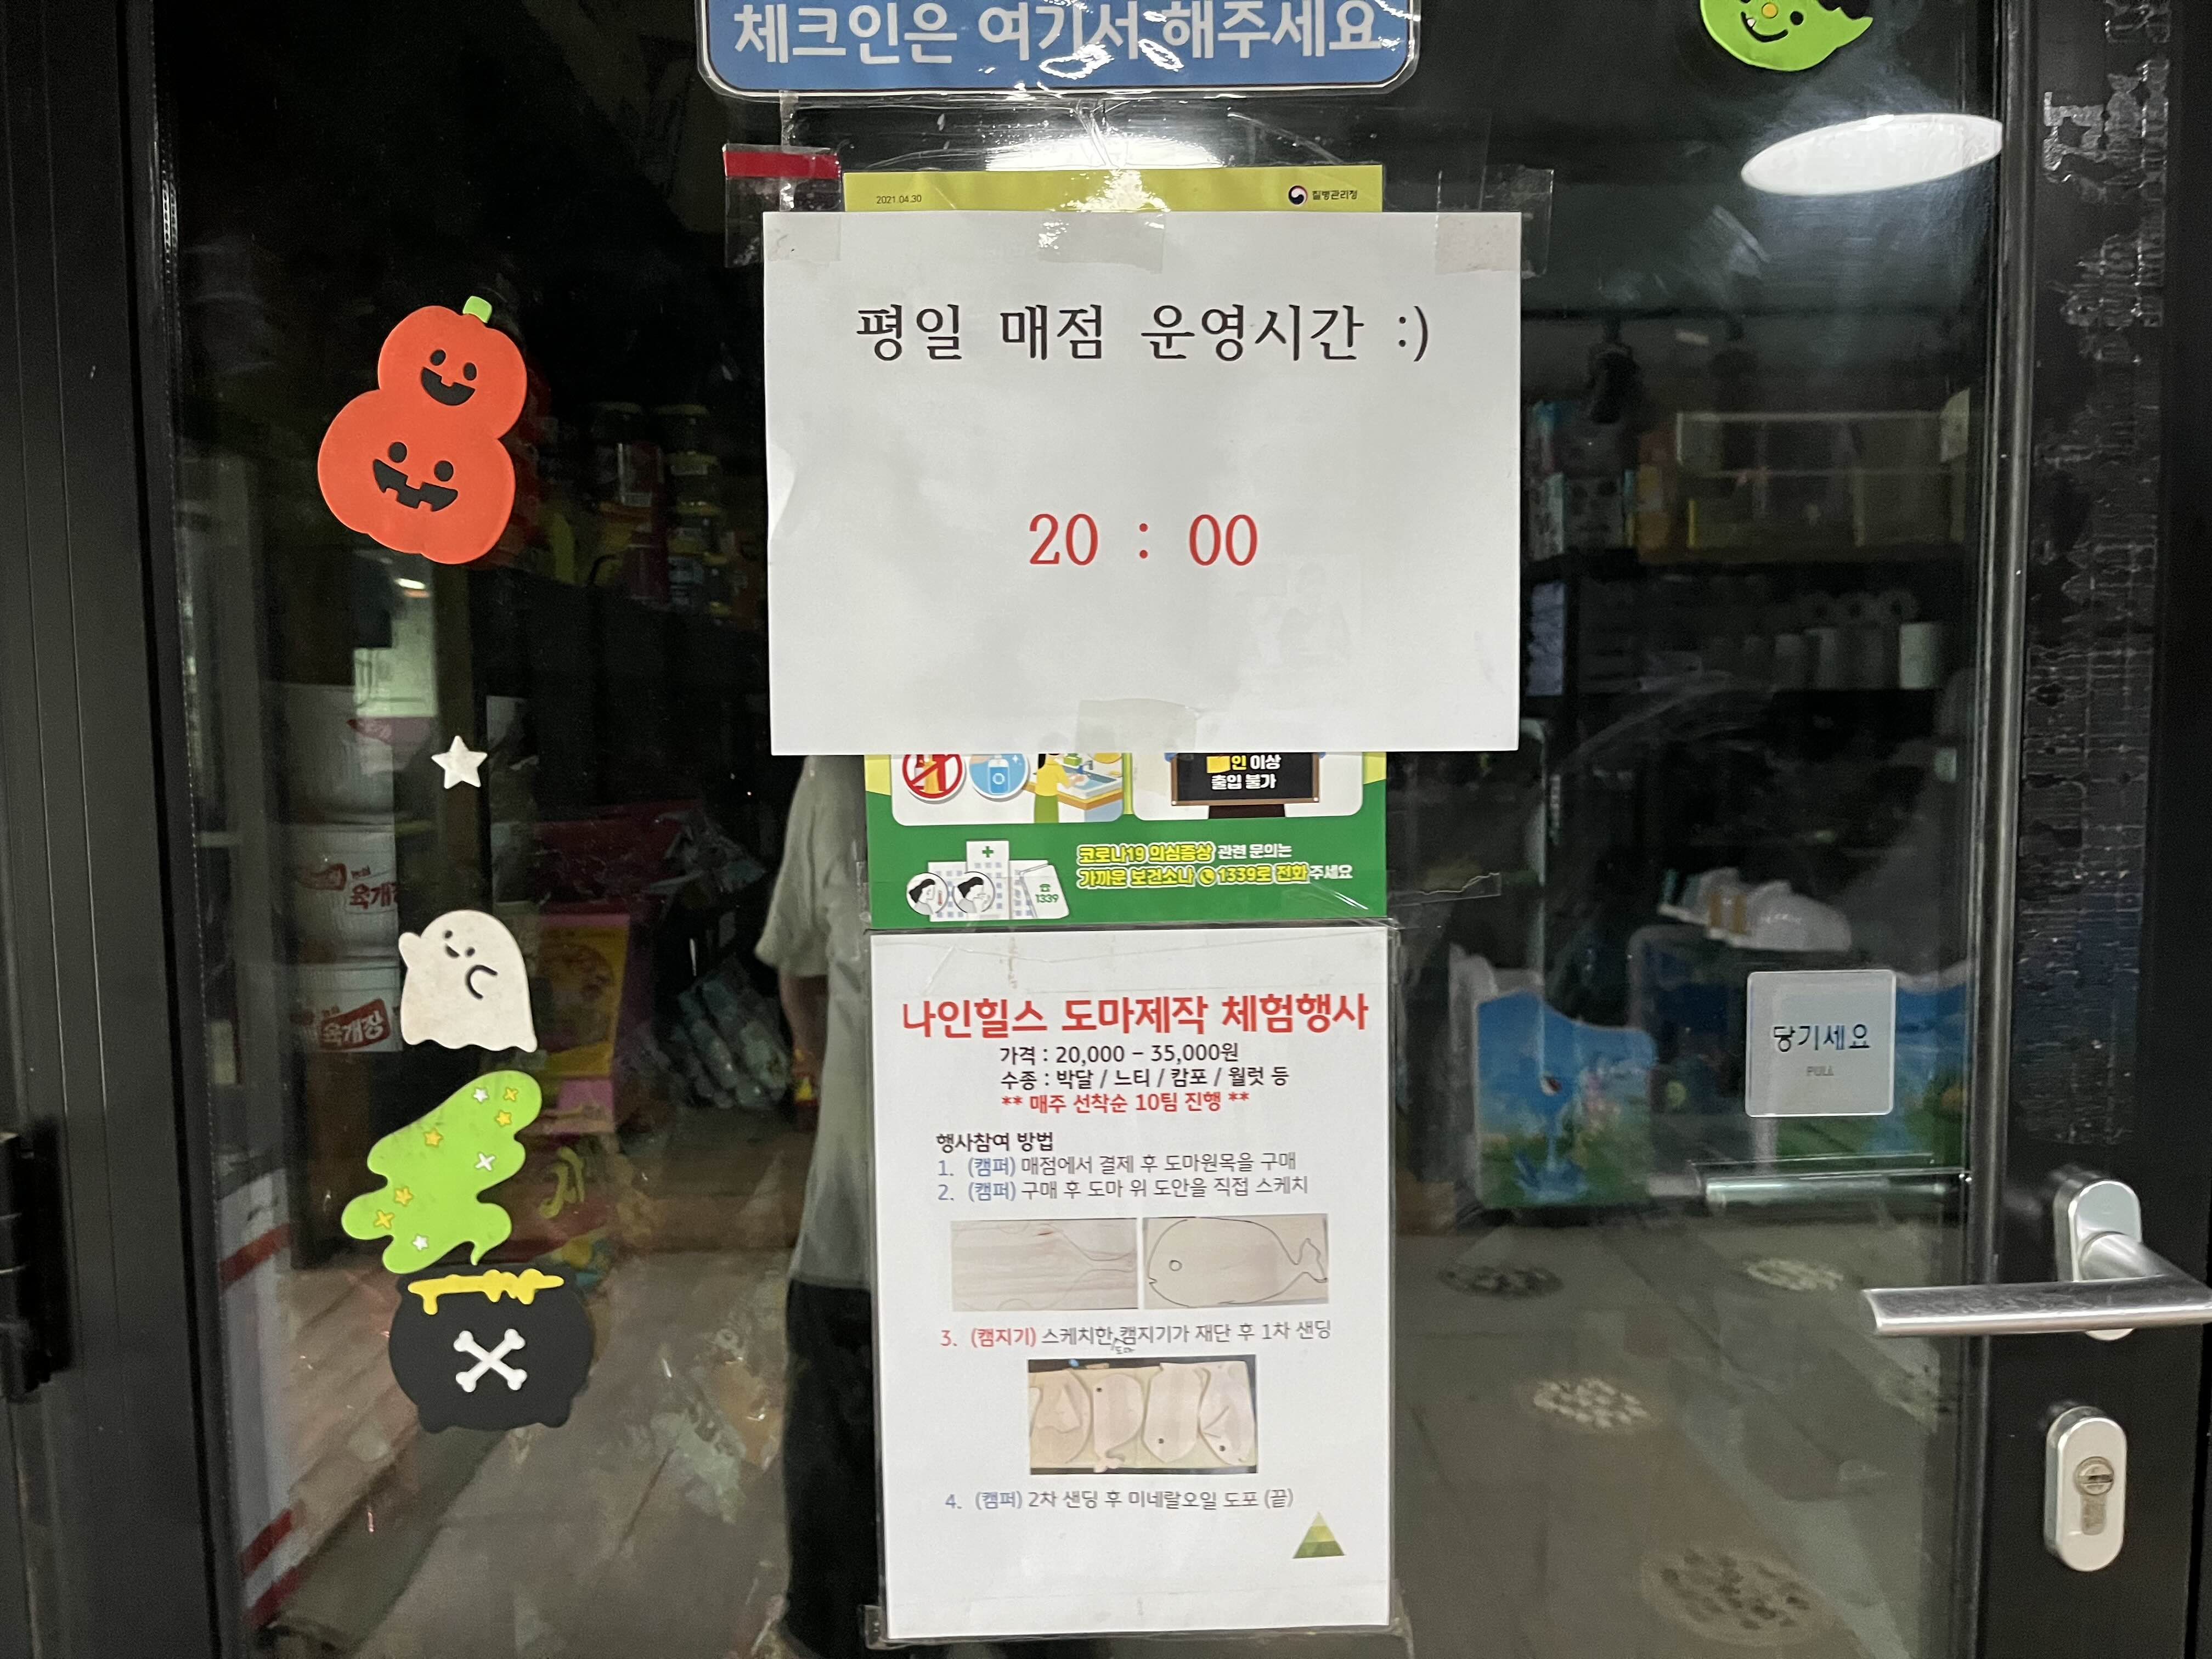 체크인은 여기서 해주세요
2021.04.30
질병관리청
평일 매점 운영시간 :)
20 : 00
인 이상
출입 불가
코로나19 의심증상 관련 문의는
가까운 보건소나 1339로 전화주세요
☎
1339
나인힐스 도마제작 체험행사
가격 : 20,000 – 35,000원
수종 : 박달 / 느티 / 캄포 / 월넛 등
** 매주 선착순 10팀 진행 **
행사참여 방법
1. (캠퍼) 매점에서 결제 후 도마원목을 구매
2. (캠퍼) 구매 후 도마 위 도안을 직접 스케치
3. (캠지기) 스케치한 캠지기가 재단 후 1차 샌딩
도마
4. (캠퍼) 2차 샌딩 후 미네랄오일 도포 (끝)
당기세요
PULL
육개장
육개장